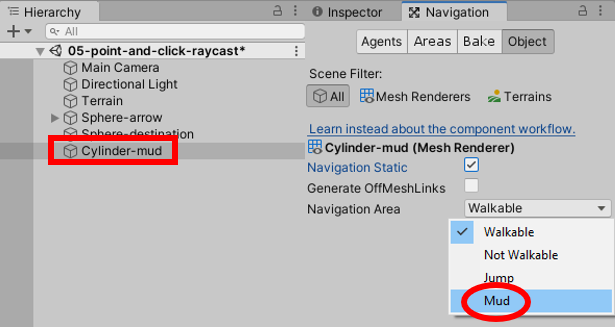 Hierarchy
All
05-point-and-click-raycast*
Main Camera
Directional Light
Terrain
Sphere-arrow
Sphere-destination
Cylinder-mud
Inspector
Navigation
Agents Areas Bake Object
Scene Filter:
All Mesh Renderers Terrains
Learn instead about the component workflow.
Cylinder-mud (Mesh Renderer)
Navigation Static
Generate OffMeshLinks
Navigation Area Walkable
Walkable
Not Walkable
Jump
Mud